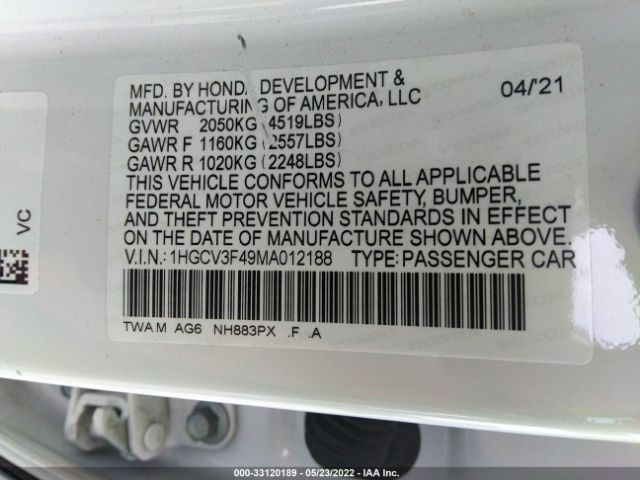 MFD. BY HONDA DEVELOPMENT &
MANUFACTURING OF AMERICA, LLC 04/'21
GVWR 2050KG (4519LBS)
GAWR F 1160KG (2557LBS)
GAWR R 1020KG (2248LBS)
THIS VEHICLE CONFORMS TO ALL APPLICABLE
FEDERAL MOTOR VEHICLE SAFETY, BUMPER,
AND THEFT PREVENTION STANDARDS IN EFFECT
ON THE DATE OF MANUFACTURE SHOWN ABOVE.
V.I.N.: 1HGCV3F49MA012188 TYPE: PASSENGER CAR
TWA M AG6 NH883PX .F .A
VC
000-33120189 - 05/23/2022 - IAA Inc.